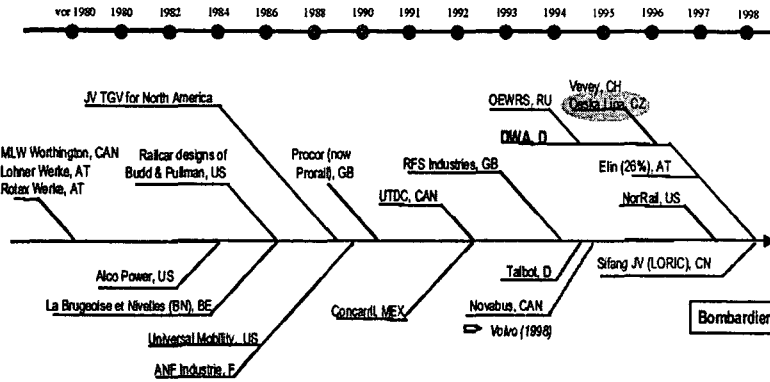 vor 1980 1980 1982 1984 1986 1988 1990 1991 1992 1993 1994 1995 1996 1997 1998
JV TGV for North America
Vevey, CH
OEWRS, RU
Ceska Lipa, CZ
DWA, D
MLW Worthington, CAN
Lohner Werke, AT
Rotax Werke, AT
Railcar designs of
Budd & Pullman, US
Procor (now
Prorail), GB
RFS Industries, GB
Elin (26%), AT
UTDC, CAN
NorRail, US
Alco Power, US
Talbot, D
Sifang JV (LORIC), CN
La Brugeoise et Nivelles (BN), BE
Concarril, MEX
Novabus, CAN
Volvo (1998)
Universal Mobility, US
ANF Industrie, F
Bombardier